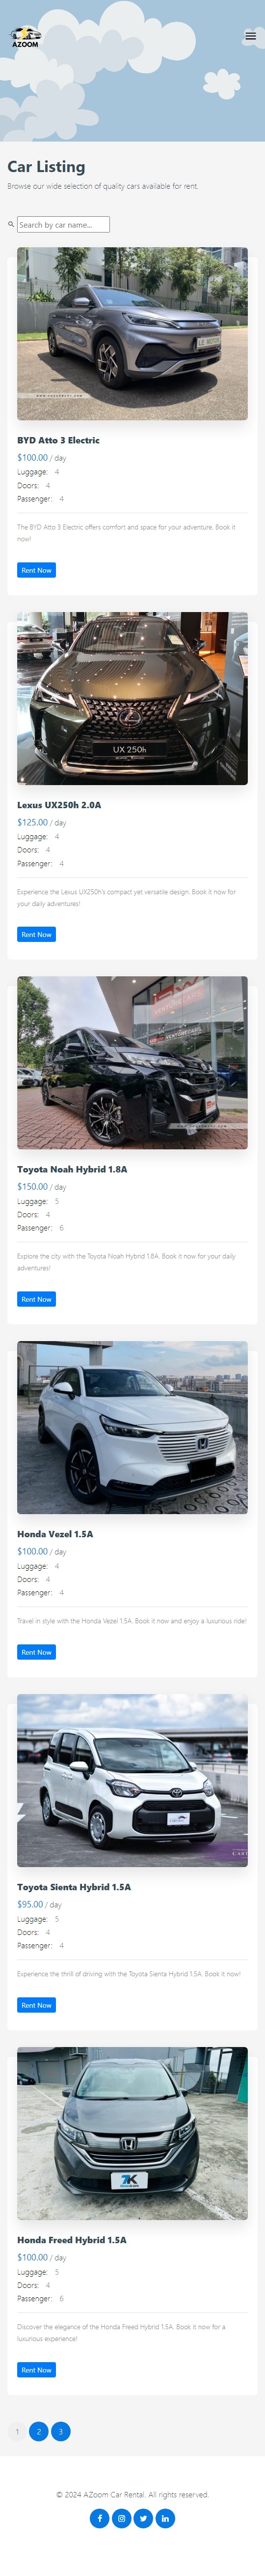 AZOOM
Car Listing
Browse our wide selection of quality cars available for rent.
Search by car name...
BYD Atto 3 Electric
$100.00 / day
Luggage: 4
Doors: 4
Passenger: 4
The BYD Atto 3 Electric offers comfort and space for your adventure. Book it
now!
Rent Now
UX 250h
Lexus UX250h 2.0A
$125.00 / day
Luggage: 4
Doors: 4
Passenger: 4
Experience the Lexus UX250h's compact yet versatile design. Book it now for
your daily adventures!
Rent Now
Toyota Noah Hybrid 1.8A
$150.00 / day
Luggage: 5
Doors: 4
Passenger: 6
Explore the city with the Toyota Noah Hybrid 1.8A. Book it now for your daily
adventures!
Rent Now
Honda Vezel 1.5A
$100.00 / day
Luggage: 4
Doors: 4
Passenger: 4
Travel in style with the Honda Vezel 1.5A. Book it now and enjoy a luxurious ride!
Rent Now
Toyota Sienta Hybrid 1.5A
$95.00 / day
Luggage: 5
Doors: 4
Passenger: 4
Experience the thrill of driving with the Toyota Sienta Hybrid 1.5A. Book it now!
Rent Now
7K
Honda Freed Hybrid 1.5A
$100.00 / day
Luggage: 5
Doors: 4
Passenger: 6
Discover the elegance of the Honda Freed Hybrid 1.5A. Book it now for a
luxurious experience!
Rent Now
1 2 3
© 2024 AZoom Car Rental. All rights reserved.